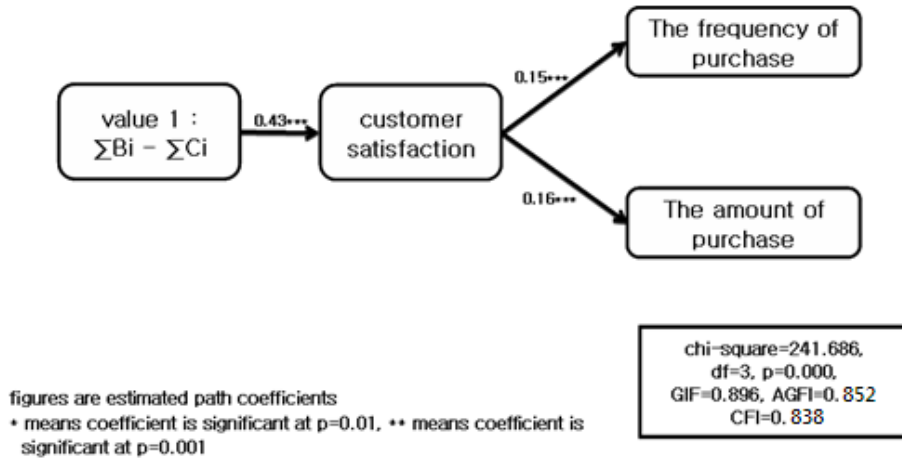 The frequency of
purchase
0.15***
value 1 :
∑Bi − ∑Ci
0.43***
customer
satisfaction
0.16***
The amount of
purchase
chi-square=241.686,
df=3, p=0.000,
GIF=0.896, AGFI=0.852
CFI=0.838
figures are estimated path coefficients
* means coefficient is significant at p=0.01, ** means coefficient is
significant at p=0.001